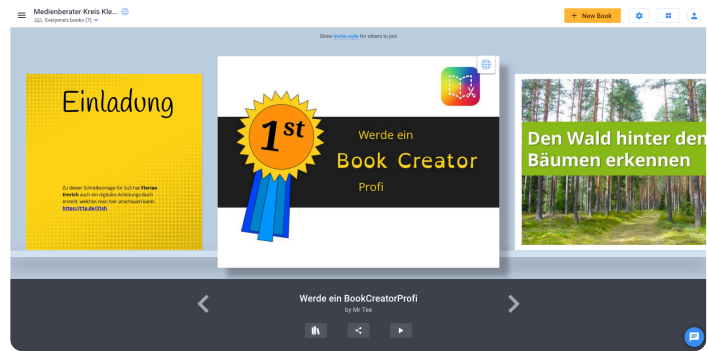 Medienberater Kreis Kle...
Everyone's books (7)
+ New Book
Show invite code for others to join
Einladung
Zu dieser Schreibvorlage für SuS hat Florian
Emrich auch ein digitales Anleitungs-Buch
erstellt, welches man hier anschauen kann:
https://t1p.de/31sh
1st
Werde ein
Book Creator
Profi
Den Wald hinter den
Bäumen erkennen
Werde ein BookCreatorProfi
by Mr Tee